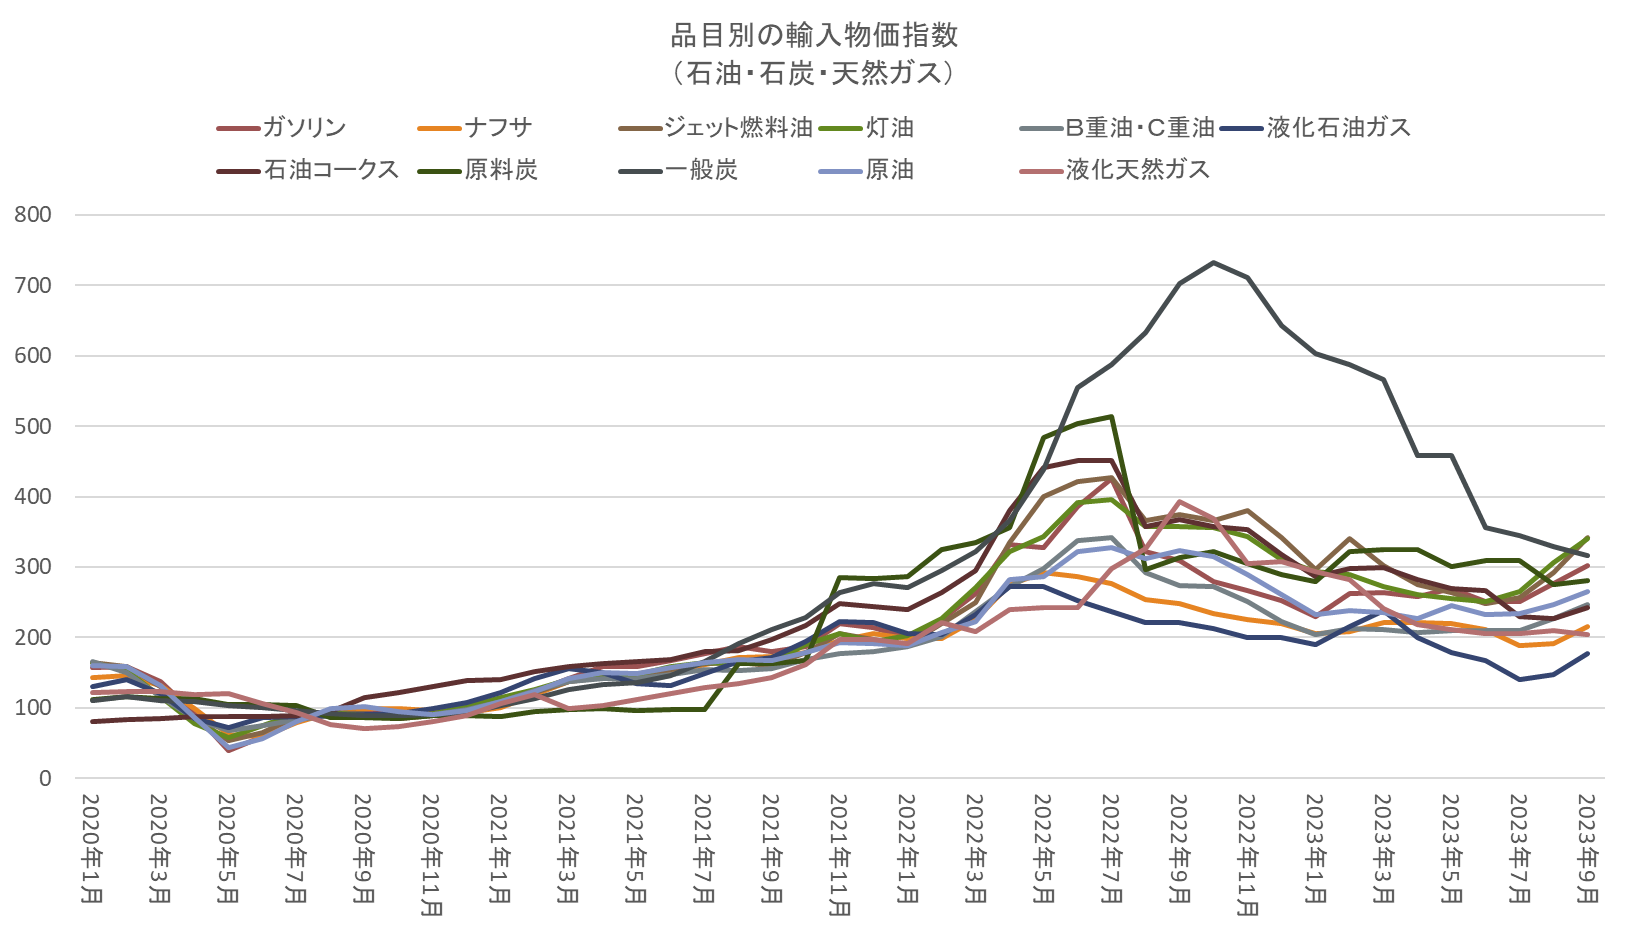 品目別の輸入物価指数
（石油・石炭・天然ガス）
ガソリン ナフサ ジェット燃料油 灯油 Ｂ重油・Ｃ重油 液化石油ガス
石油コークス 原料炭 一般炭 原油 液化天然ガス
800
700
600
500
400
300
200
100
0
2020年1月 2020年3月 2020年5月 2020年7月 2020年9月 2020年11月 2021年1月 2021年3月 2021年5月 2021年7月 2021年9月 2021年11月 2022年1月 2022年3月 2022年5月 2022年7月 2022年9月 2022年11月 2023年1月 2023年3月 2023年5月 2023年7月 2023年9月